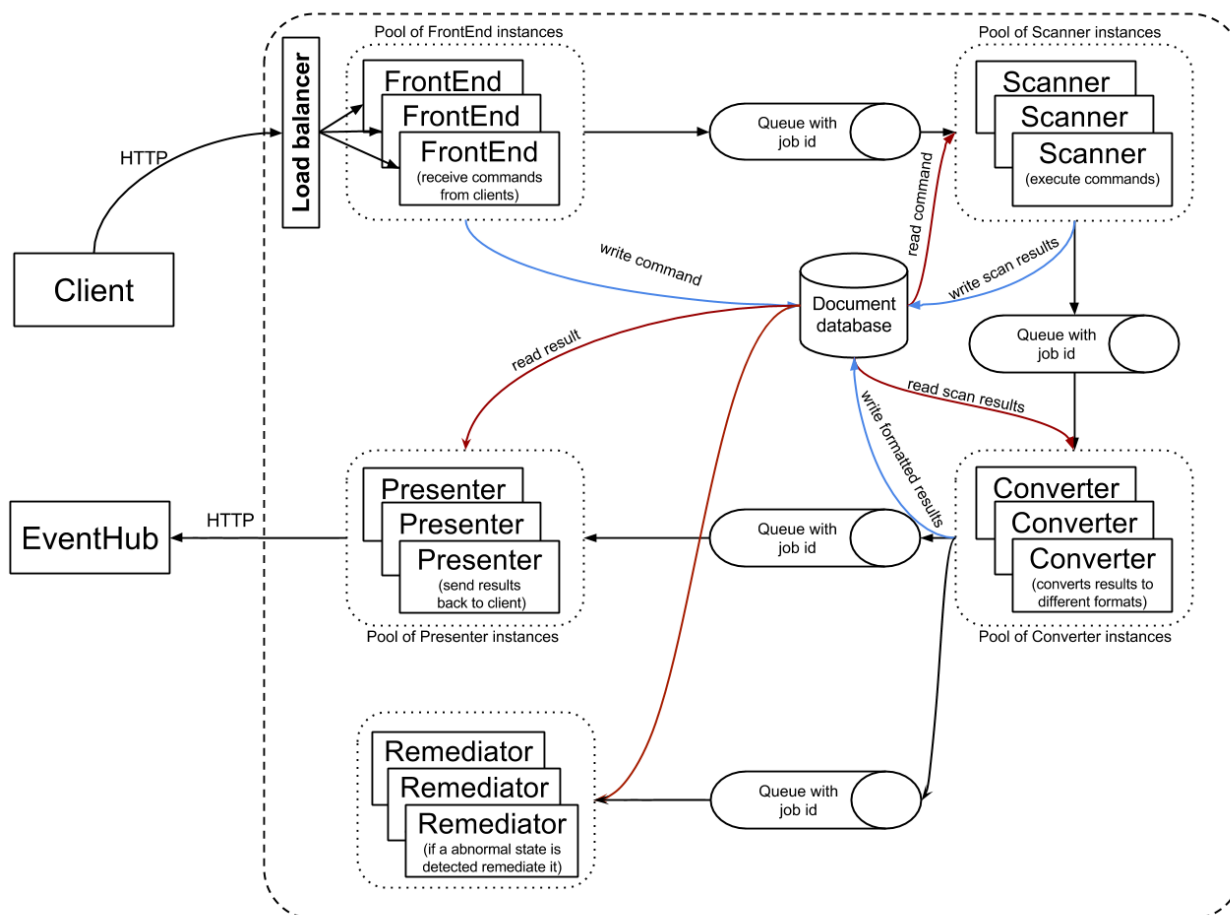 Pool of FrontEnd instances
Pool of Scanner instances
Load balancer
FrontEnd
FrontEnd
FrontEnd
(receive commands
from clients)
Queue with
job id
Scanner
Scanner
Scanner
(execute commands)
HTTP
Client
write command
read command
write scan results
Document
database
Queue with
job id
read result
read scan results
write formatted results
Presenter
Presenter
Presenter
(send results
back to client)
Pool of Presenter instances
Queue with
job id
Converter
Converter
Converter
(converts results to
different formats)
Pool of Converter instances
HTTP
EventHub
Remediator
Remediator
Remediator
(if a abnormal state is
detected remediate it)
Queue with
job id